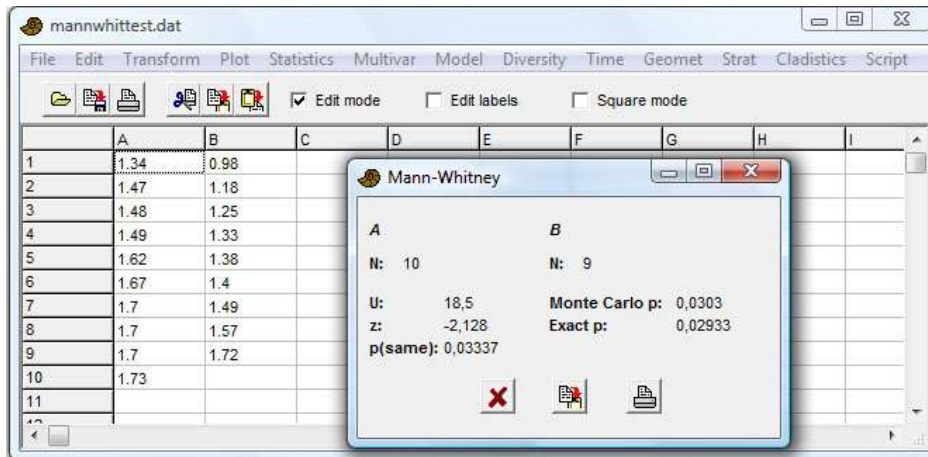 mannwhittest.dat
File Edit Transform Plot Statistics Multivar Model Diversity Time Geomet Strat Cladistics Script
Edit mode Edit labels Square mode
A B C D E F G H I
1 1.34 0.98
2 1.47 1.18
3 1.48 1.25
4 1.49 1.33
5 1.62 1.38
6 1.67 1.4
7 1.7 1.49
8 1.7 1.57
9 1.7 1.72
10 1.73
11
Mann-Whitney
A B
N: 10 N: 9
U: 18,5 Monte Carlo p: 0,0303
z: -2,128 Exact p: 0,02933
p(same): 0,03337